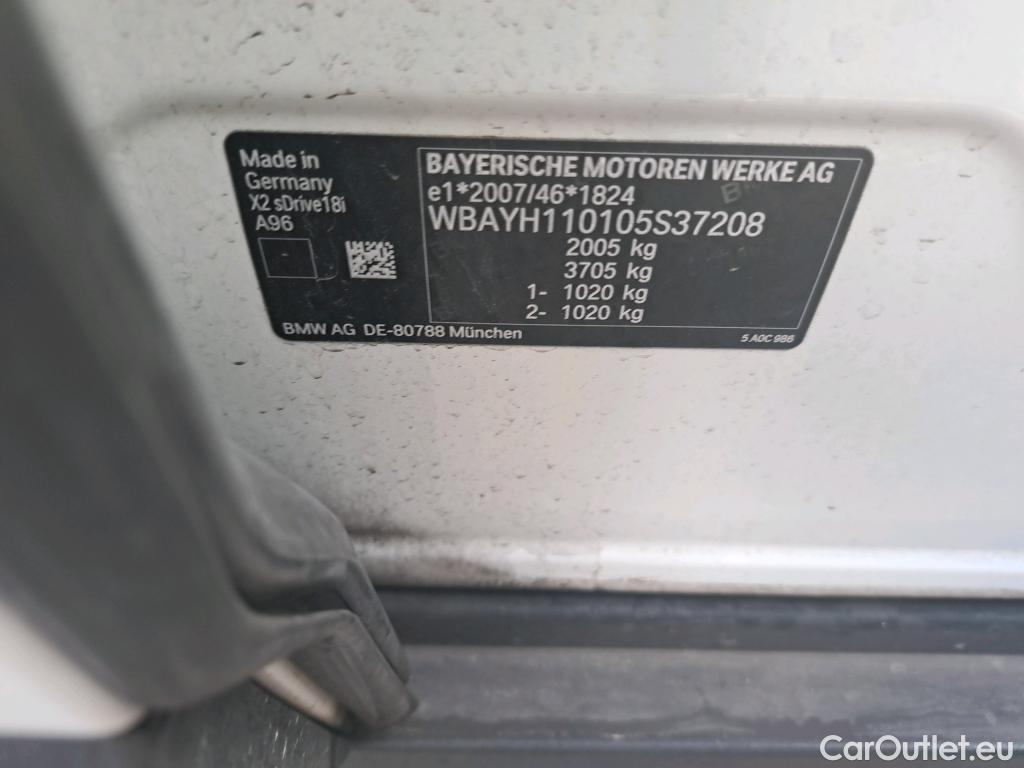 Made in
Germany
X2 sDrive18i
A96
BAYERISCHE MOTOREN WERKE AG
e1*2007/46*1824
WBAYH110105S37208
2005 kg
3705 kg
1- 1020 kg
2- 1020 kg
BMW AG DE-80788 München
5 A0C 986
CarOutlet.eu